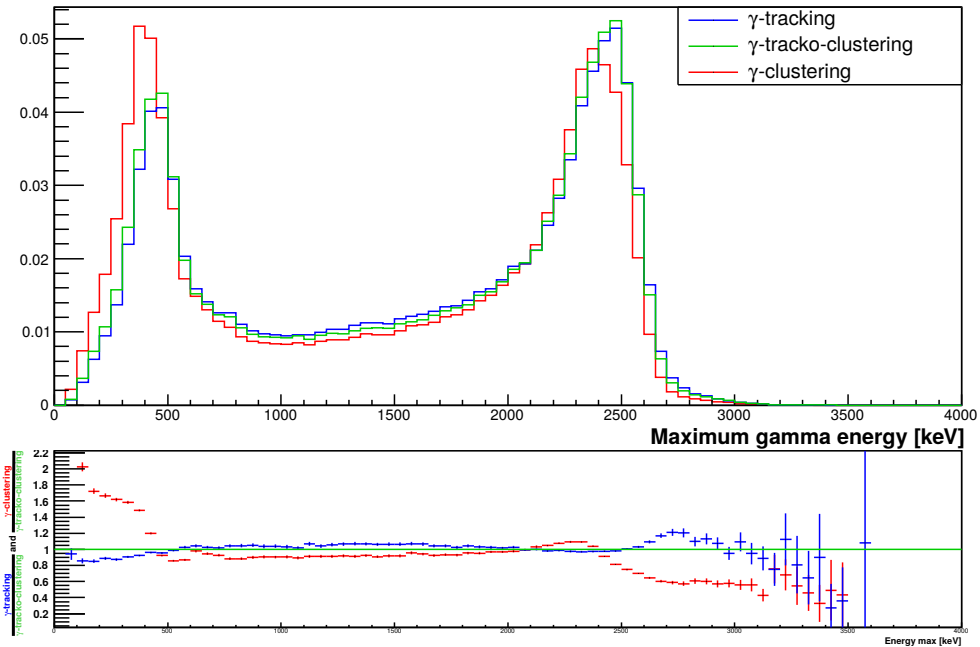 γ-tracking
γ-tracko-clustering
γ-clustering
0.05
0.04
0.03
0.02
0.01
0
0 500 1000 1500 2000 2500 3000 3500 4000
Maximum gamma energy [keV]
γ-tracking and γ-clustering
γ-tracko-clustering γ-tracko-clustering
2.2
2
1.8
1.6
1.4
1.2
1
0.8
0.6
0.4
0.2
0 500 1000 1500 2000 2500 3000 3500 4000
Energy max [keV]